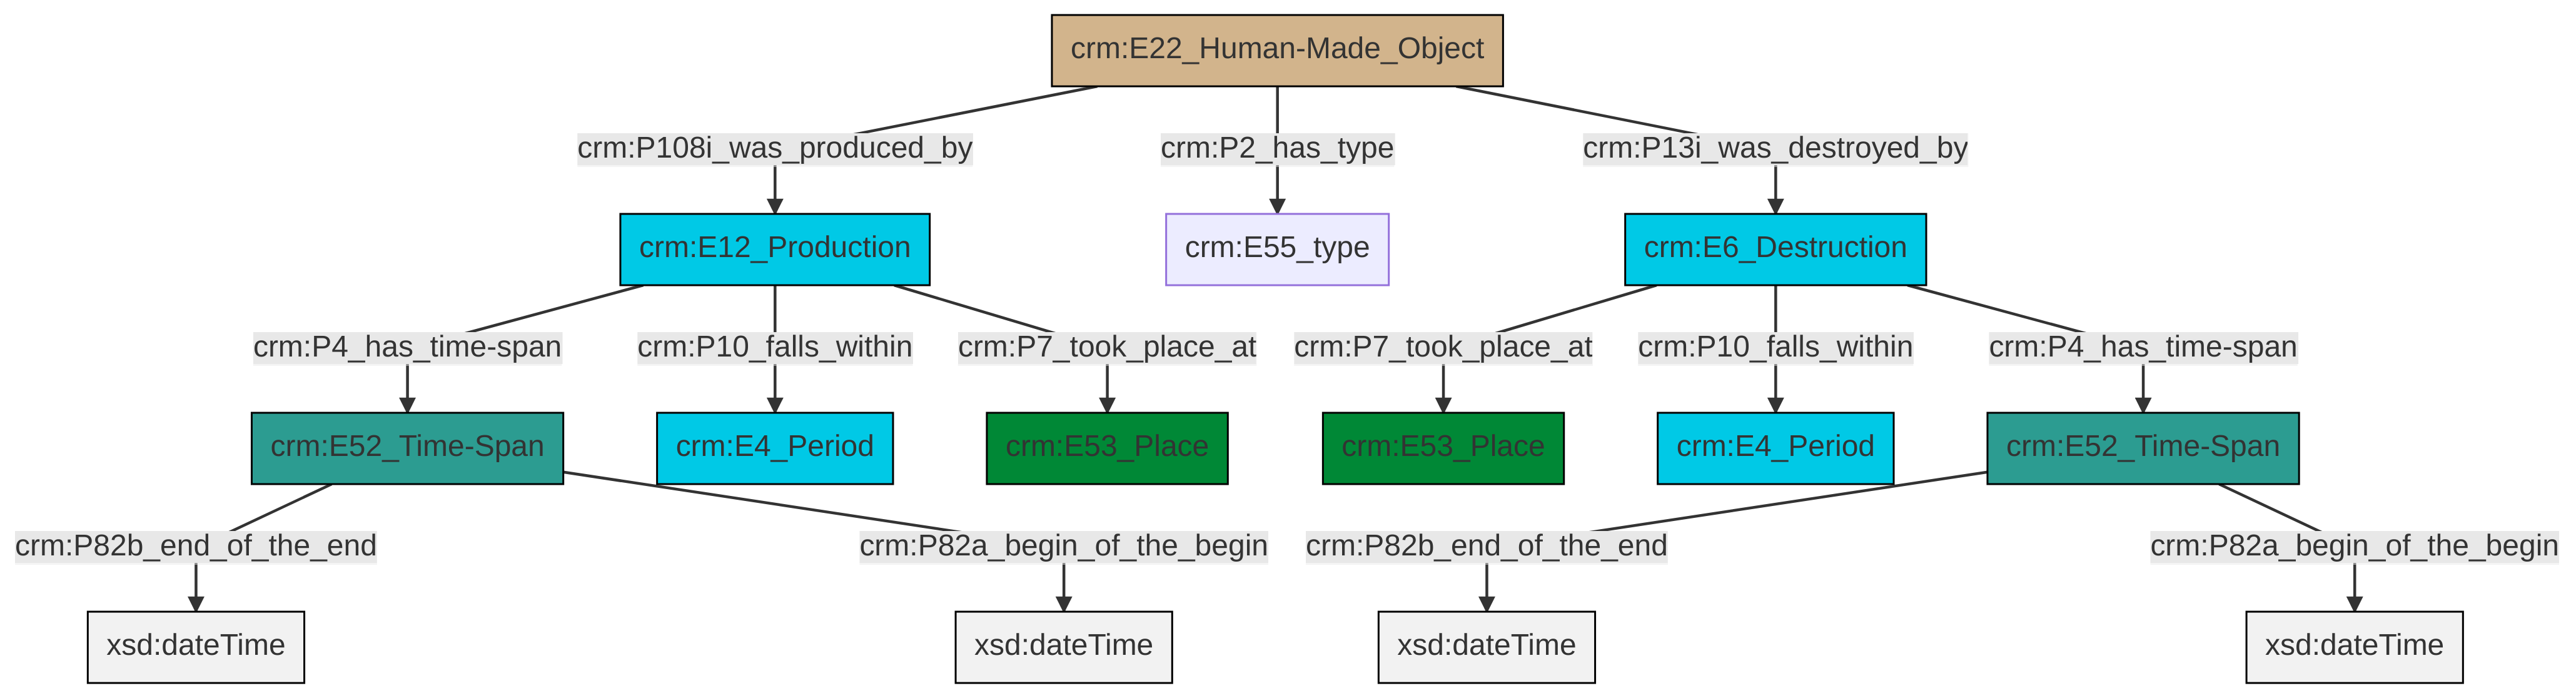 crm:E22_Human-Made_Object
crm:P108i_was_produced_by
crm:P2_has_type
crm:P13i_was_destroyed_by
crm:E12_Production
crm:E55_type
crm:E6_Destruction
crm:P4_has_time-span
crm:P10_falls_within
crm:P7_took_place_at
crm:P7_took_place_at
crm:P10_falls_within
crm:P4_has_time-span
crm:E52_Time-Span
crm:E4_Period
crm:E53_Place
crm:E53_Place
crm:E4_Period
crm:E52_Time-Span
crm:P82b_end_of_the_end
crm:P82a_begin_of_the_begin
crm:P82b_end_of_the_end
crm:P82a_begin_of_the_begin
xsd:dateTime
xsd:dateTime
xsd:dateTime
xsd:dateTime